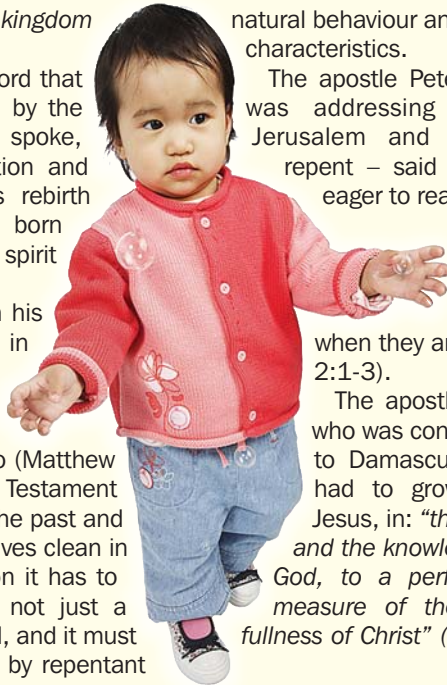 kingdom
ord that
by the
spoke,
tion and
s rebirth
born
spirit
his
in
o (Matthew
Testament
he past and
ves clean in
on it has to
not just a
l, and it must
by repentant
natural behaviour an
characteristics.
The apostle Pete
was addressing
Jerusalem and
repent – said
eager to rea
when they ar
2:1-3).
The apostl
who was con
to Damascu
had to grow
Jesus, in: “th
and the knowle
God, to a perf
measure of the
fullness of Christ” (